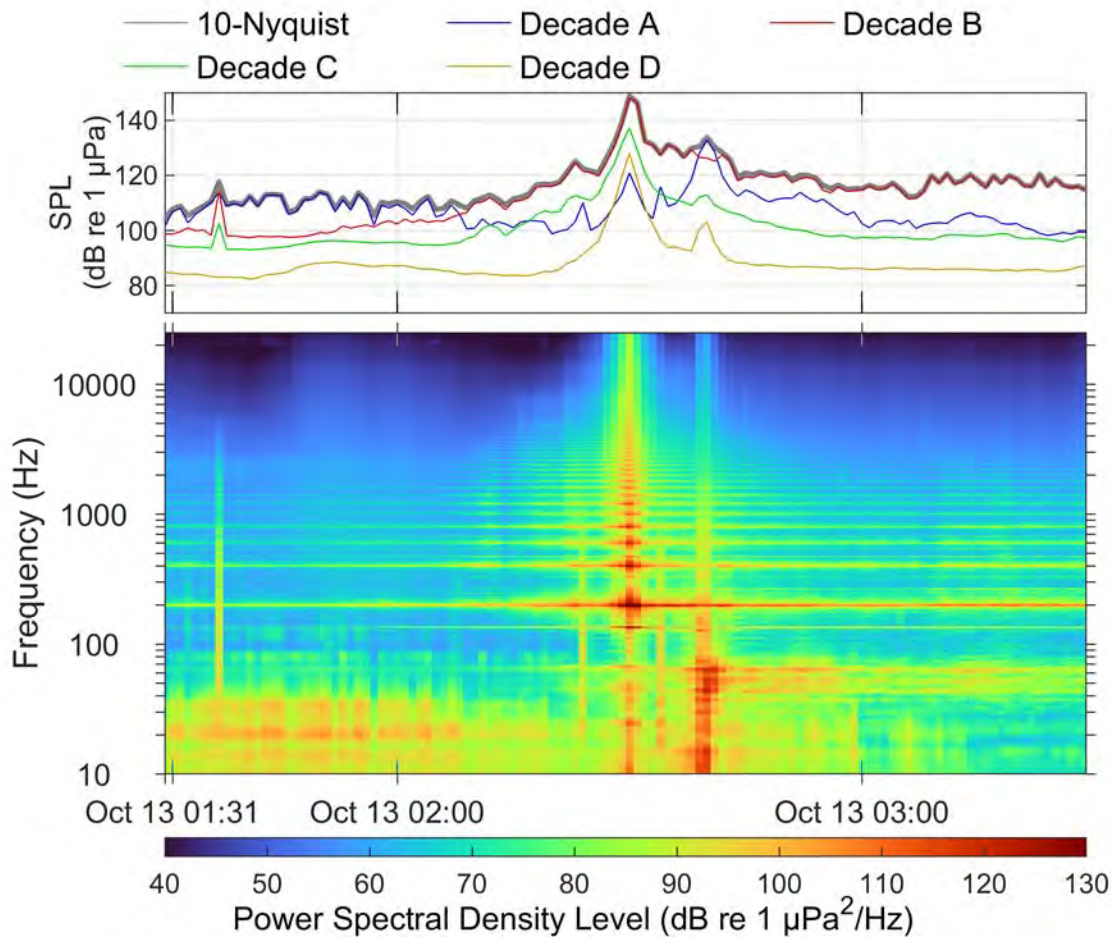 10-Nyquist Decade A Decade B
Decade C Decade D
SPL
(dB re 1 µPa)
140
120
100
80
Frequency (Hz)
10000
1000
100
10
Oct 13 01:31 Oct 13 02:00 Oct 13 03:00
40 50 60 70 80 90 100 110 120 130
Power Spectral Density Level (dB re 1 µPa²/Hz)